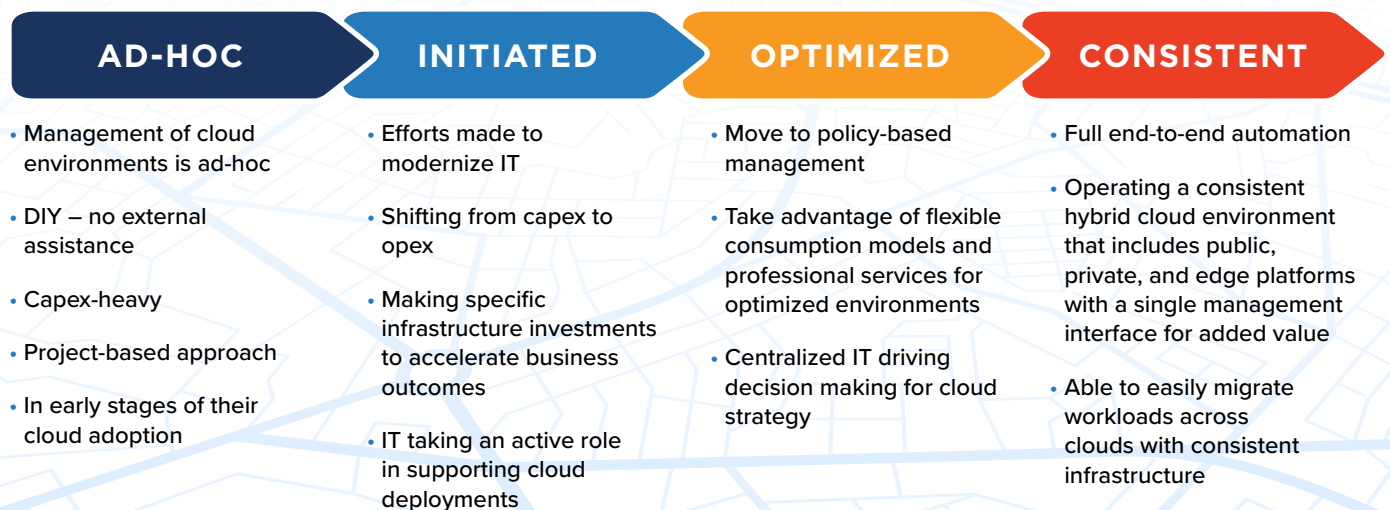 AD-HOC
• Management of cloud
environments is ad-hoc
• DIY – no external
assistance
• Capex-heavy
• Project-based approach
• In early stages of their
cloud adoption
INITIATED
• Efforts made to
modernize IT
• Shifting from capex to
opex
• Making specific
infrastructure investments
to accelerate business
outcomes
• IT taking an active role
in supporting cloud
deployments
OPTIMIZED
• Move to policy-based
management
• Take advantage of flexible
consumption models and
professional services for
optimized environments
• Centralized IT driving
decision making for cloud
strategy
CONSISTENT
• Full end-to-end automation
• Operating a consistent
hybrid cloud environment
that includes public,
private, and edge platforms
with a single management
interface for added value
• Able to easily migrate
workloads across
clouds with consistent
infrastructure